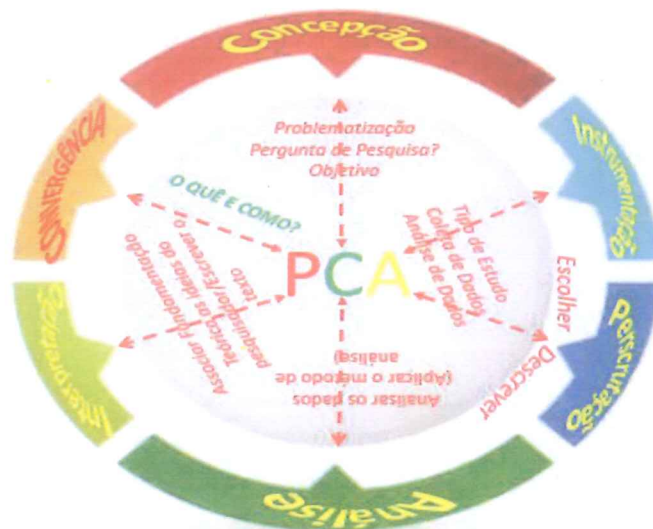 Concepção
Instrumentação
Perscrutação
Análise
SINVERGÊNCIA
Problematização
Pergunta de Pesquisa?
Objetivo
O QUÊ E COMO?
PCA
Tipo de Estudo
Coleta de Dados
Análise de Dados
Escolher
Descrever
Analisar os dados
(Aplicar o método de
análise)
Associar Fundamentação
Teórica as ideias do
pesquisador/Escrever o
texto